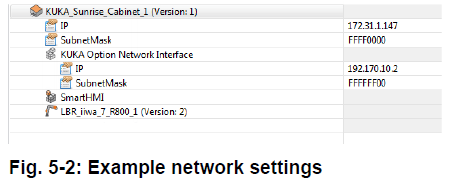 KUKA_Sunrise_Cabinet_1 (Version: 1)
IP 172.31.1.147
SubnetMask FFFF0000
KUKA Option Network Interface
IP 192.170.10.2
SubnetMask FFFFFF00
SmartHMI
LBR_iiwa_7_R800_1 (Version: 2)
Fig. 5-2: Example network settings